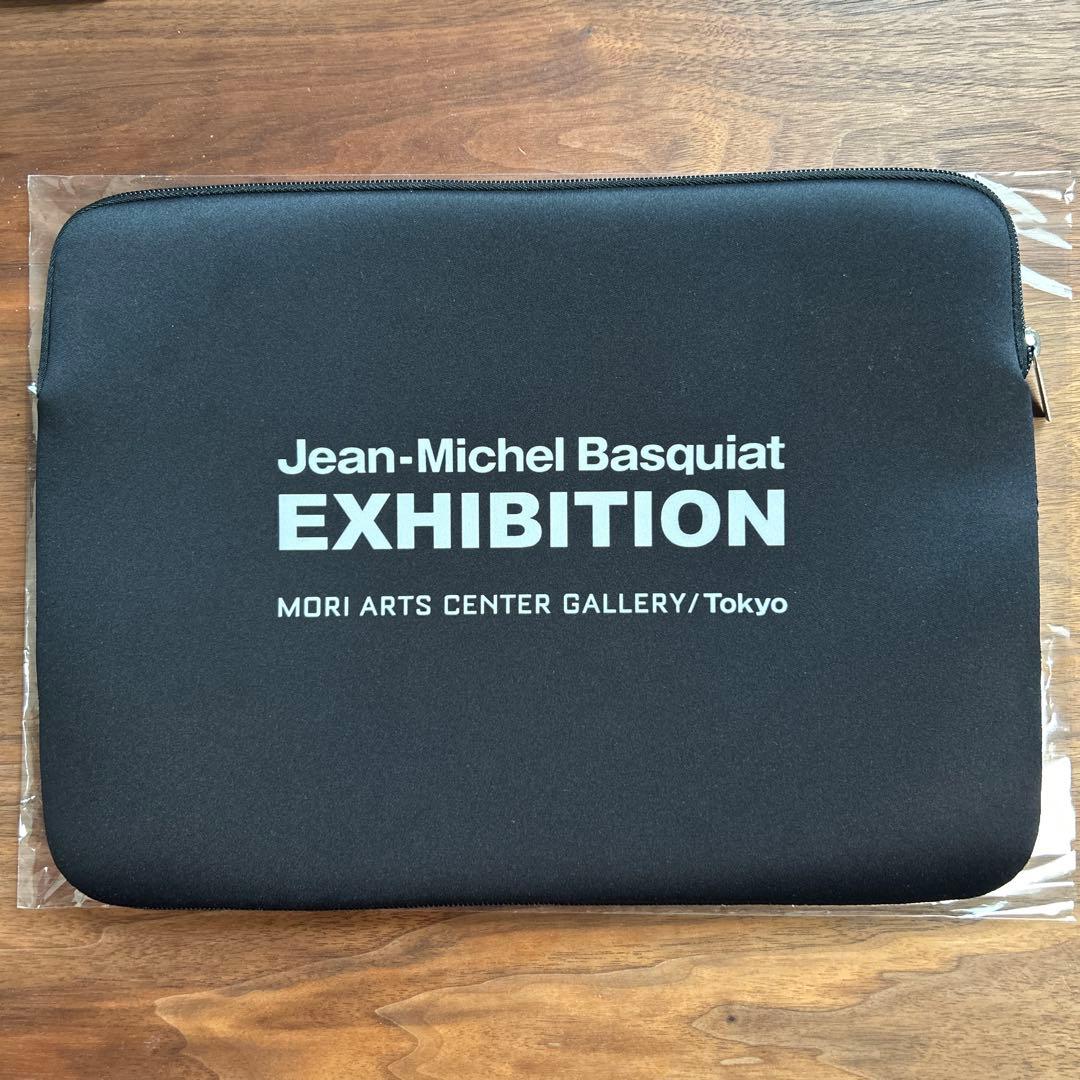 Jean-Michel Basquiat
EXHIBITION
MORI ARTS CENTER GALLERY/Tokyo